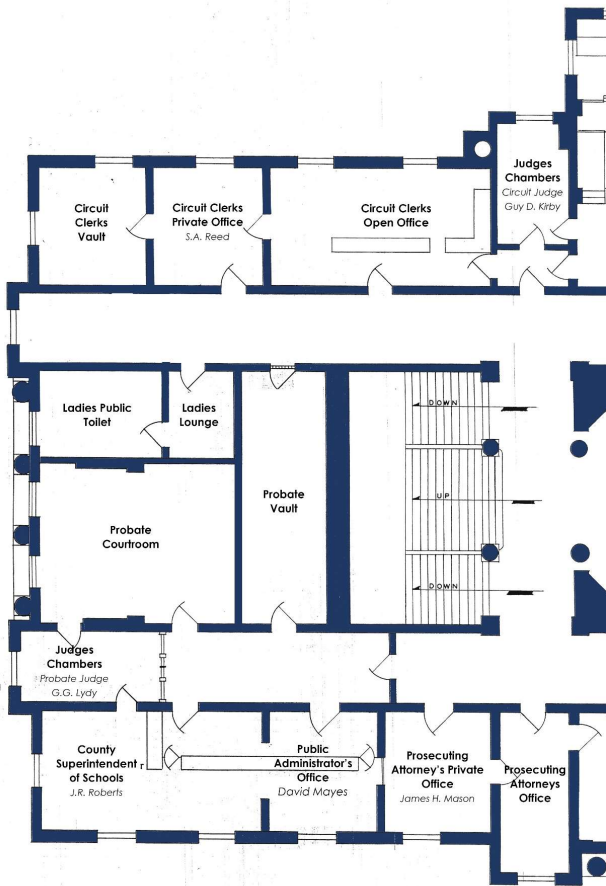 Judges
Chambers
Circuit Judge
Guy D. Kirby
Circuit
Clerks
Vault
Circuit Clerks
Private Office
S.A. Reed
Circuit Clerks
Open Office
DOWN
Ladies Public
Toilet
Ladies
Lounge
UP
Probate
Vault
Probate
Courtroom
DOWN
Judges
Chambers
Probate Judge
G.G. Lydy
County
Superintendent
of Schools
J.R. Roberts
Public
Administrator's
Office
David Mayes
Prosecuting
Attorney's Private
Office
James H. Mason
Prosecuting
Attorneys
Office